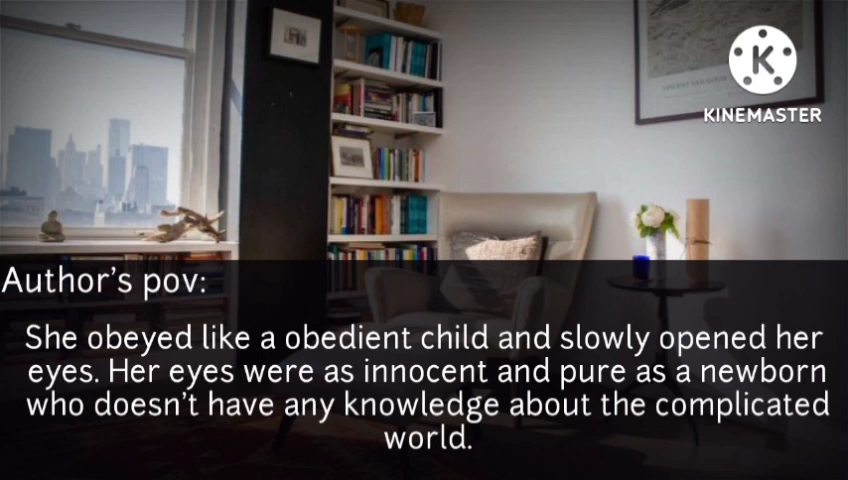 KINEMASTER
Author's pov:
She obeyed like a obedient child and slowly opened her
eyes. Her eyes were as innocent and pure as a newborn
who doesn't have any knowledge about the complicated
world.